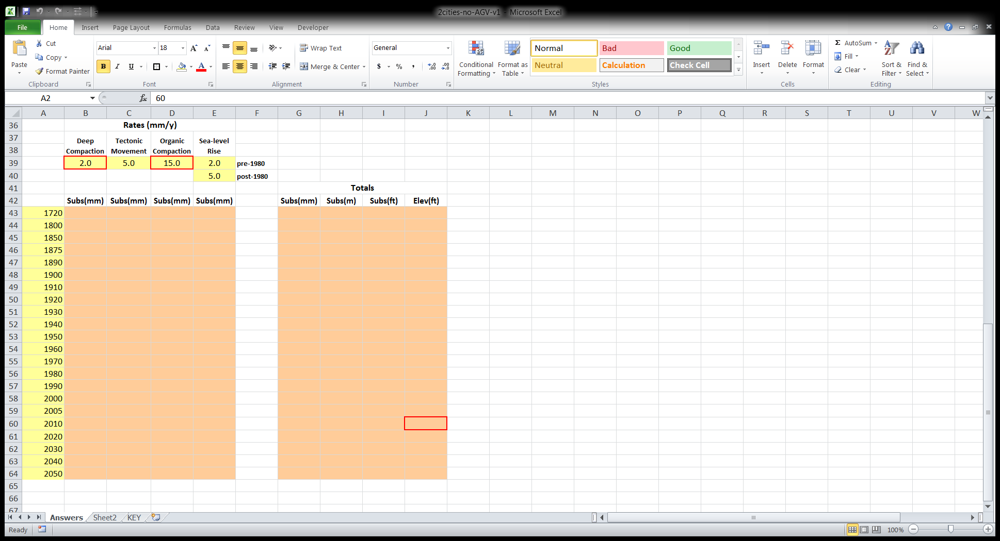 2cities-no-AGV-v1 - Microsoft Excel
File Home Insert Page Layout Formulas Data Review View Developer
Paste Cut Copy Format Painter Clipboard
Arial 18 A A B I U A Font
Wrap Text Merge & Center Alignment
General $ % , .00 .00 Number
Conditional Formatting Format as Table
Normal Bad Good
Neutral Calculation Check Cell
Styles
Insert Delete Format Cells
Σ AutoSum Fill Clear Sort & Filter Find & Select Editing
A2 fx 60
A B C D E F G H I J K L M N O P Q R S T U V W
36 Rates (mm/y)
37 Deep Tectonic Organic Sea-level
38 Compaction Movement Compaction Rise
39 2.0 5.0 15.0 2.0 pre-1980
40 5.0 post-1980
41 Totals
42 Subs(mm) Subs(mm) Subs(mm) Subs(mm) Subs(mm) Subs(m) Subs(ft) Elev(ft)
43 1720
44 1800
45 1850
46 1875
47 1890
48 1900
49 1910
50 1920
51 1930
52 1940
53 1950
54 1960
55 1970
56 1980
57 1990
58 2000
59 2005
60 2010
61 2020
62 2030
63 2040
64 2050
65
66
67
Answers Sheet2 KEY
Ready 100%